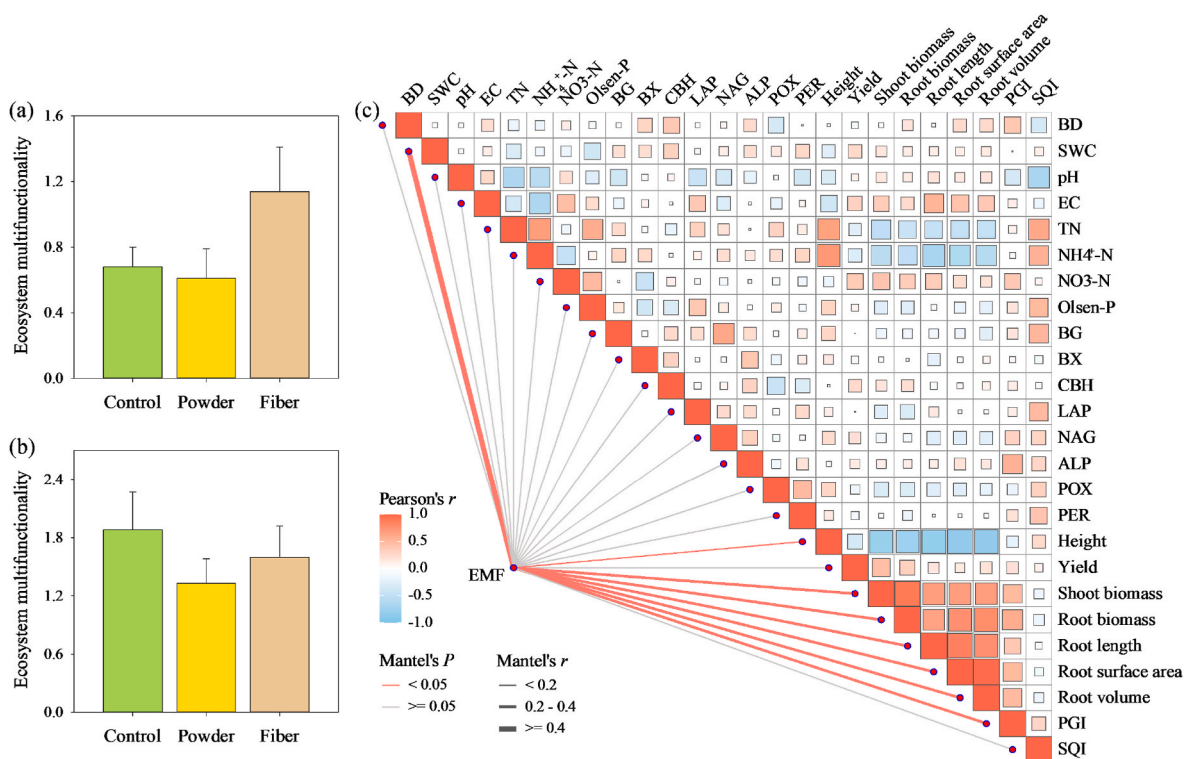 (a)
Ecosystem multifunctionality
1.6
1.2
0.8
0.4
0.0
Control Powder Fiber
(b)
Ecosystem multifunctionality
2.4
1.8
1.2
0.6
0.0
Control Powder Fiber
(c)
BD SWC pH EC TN NH₄⁺-N NO3-N Olsen-P BG BX CBH LAP NAG ALP POX PER Height Yield Shoot biomass Root biomass Root length Root surface area Root volume PGI SQI
BD
SWC
pH
EC
TN
NH4⁺-N
NO3-N
Olsen-P
BG
BX
CBH
LAP
NAG
ALP
POX
PER
Height
Yield
Shoot biomass
Root biomass
Root length
Root surface area
Root volume
PGI
SQI
EMF
Pearson's r
1.0
0.5
0.0
-0.5
-1.0
Mantel's P
< 0.05
>= 0.05
Mantel's r
< 0.2
0.2 - 0.4
>= 0.4